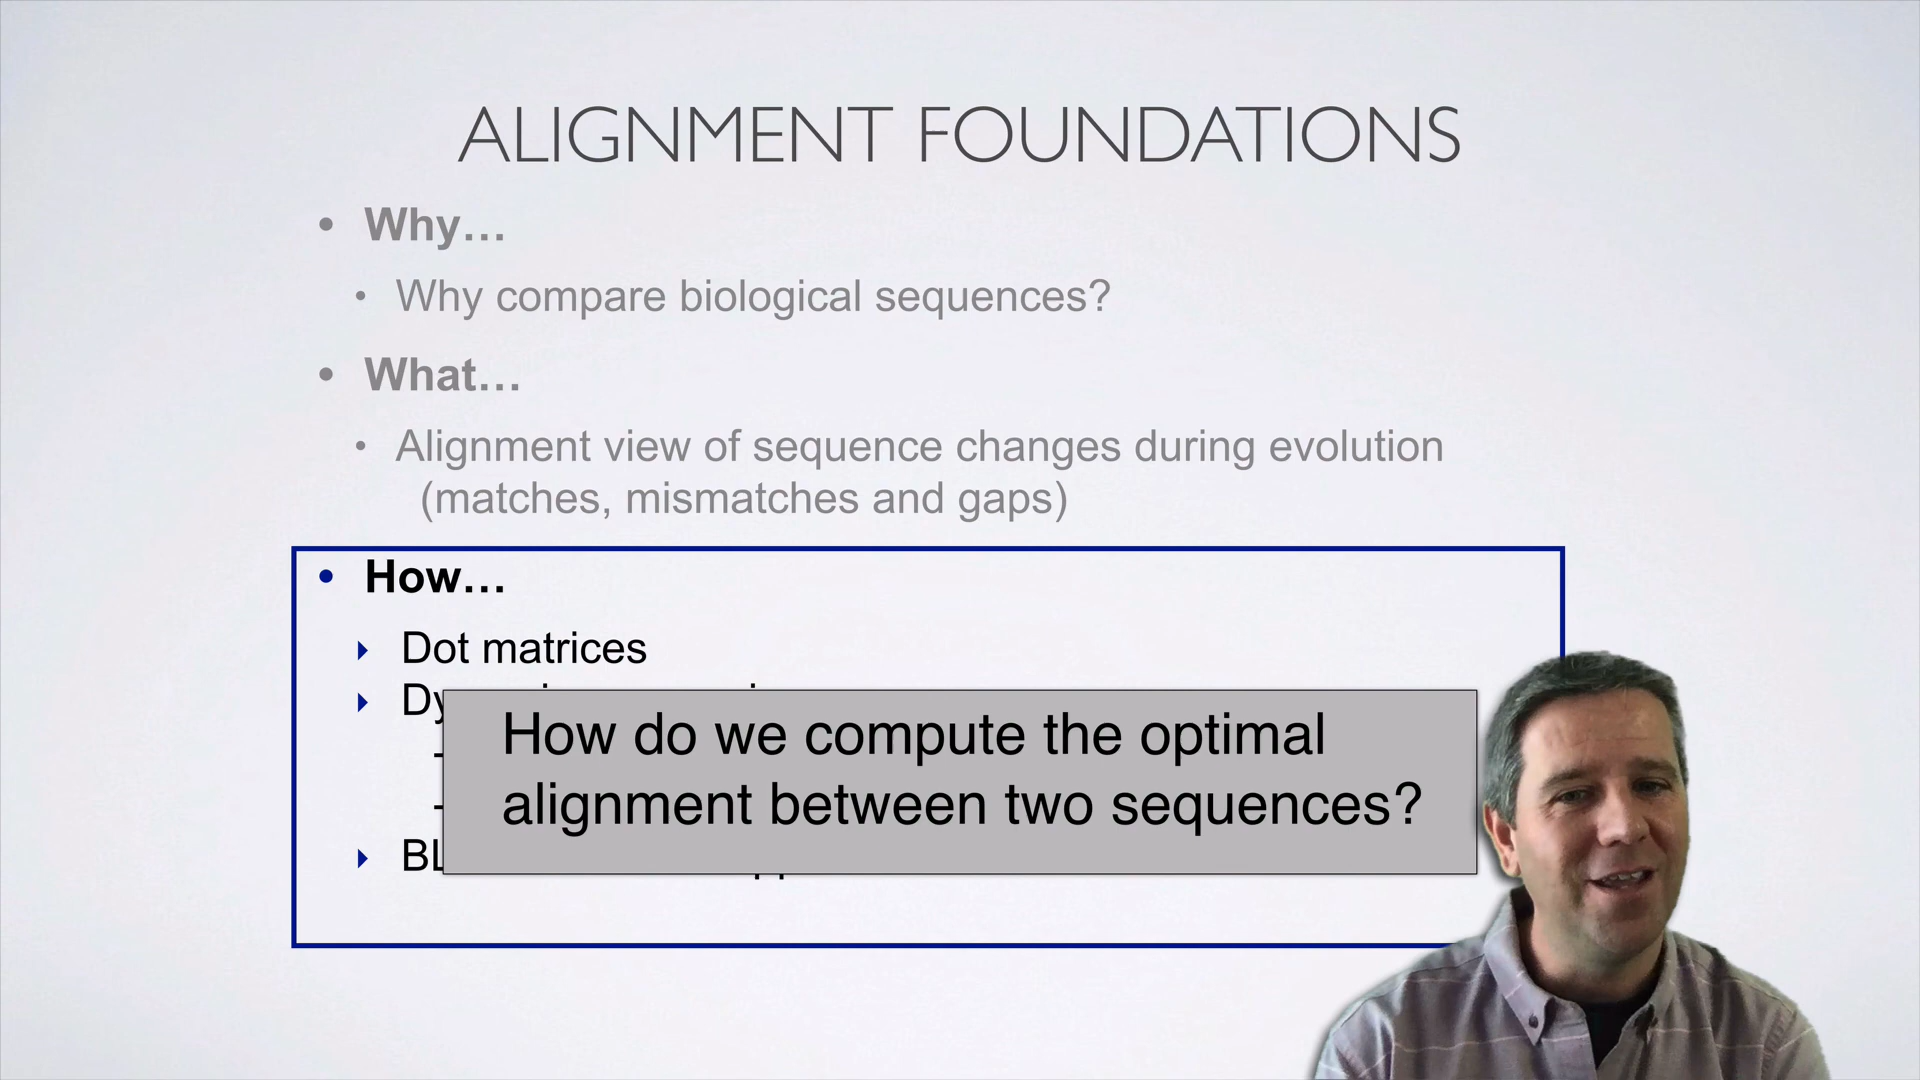 ALIGNMENT FOUNDATIONS
• Why…
• Why compare biological sequences?
• What…
• Alignment view of sequence changes during evolution
(matches, mismatches and gaps)
• How…
Dot matrices
How do we compute the optimal
alignment between two sequences?